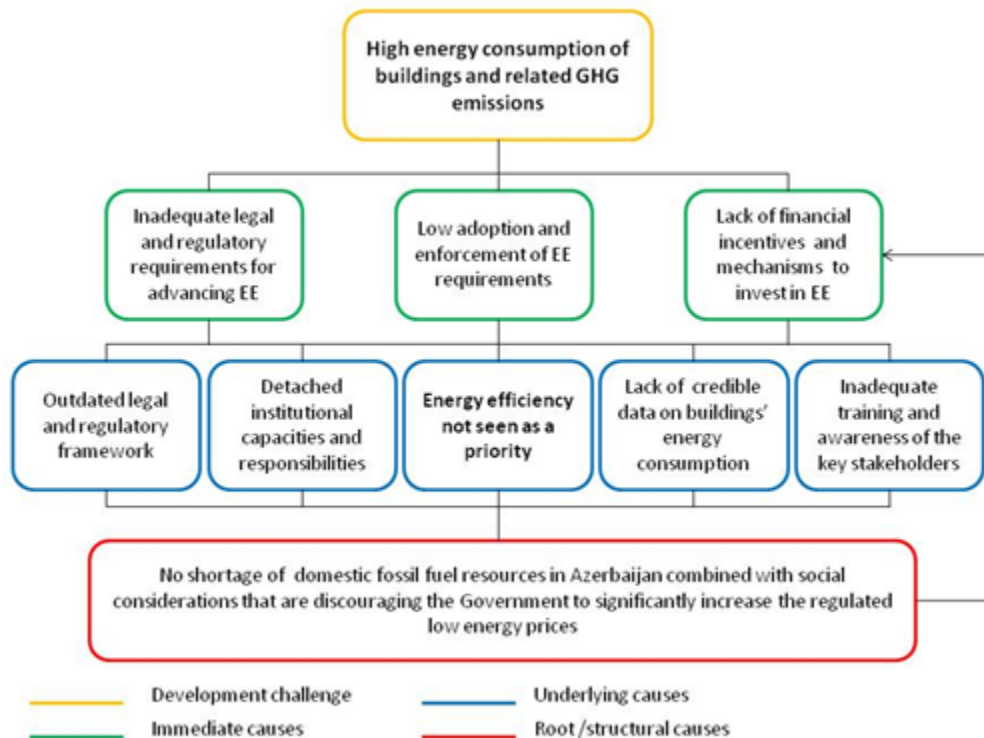 High energy consumption of
buildings and related GHG
emissions
Inadequate legal
and regulatory
requirements for
advancing EE
Low adoption and
enforcement of EE
requirements
Lack of financial
incentives and
mechanisms to
invest in EE
Outdated legal
and regulatory
framework
Detached
institutional
capacities and
responsibilities
Energy efficiency
not seen as a
priority
Lack of credible
data on buildings'
energy
consumption
Inadequate
training and
awareness of the
key stakeholders
No shortage of domestic fossil fuel resources in Azerbaijan combined with social
considerations that are discouraging the Government to significantly increase the regulated
low energy prices
Development challenge
Underlying causes
Immediate causes
Root /structural causes